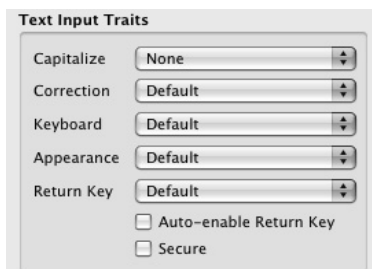 Text Input Traits
Capitalize None
Correction Default
Keyboard Default
Appearance Default
Return Key Default
Auto-enable Return Key
Secure